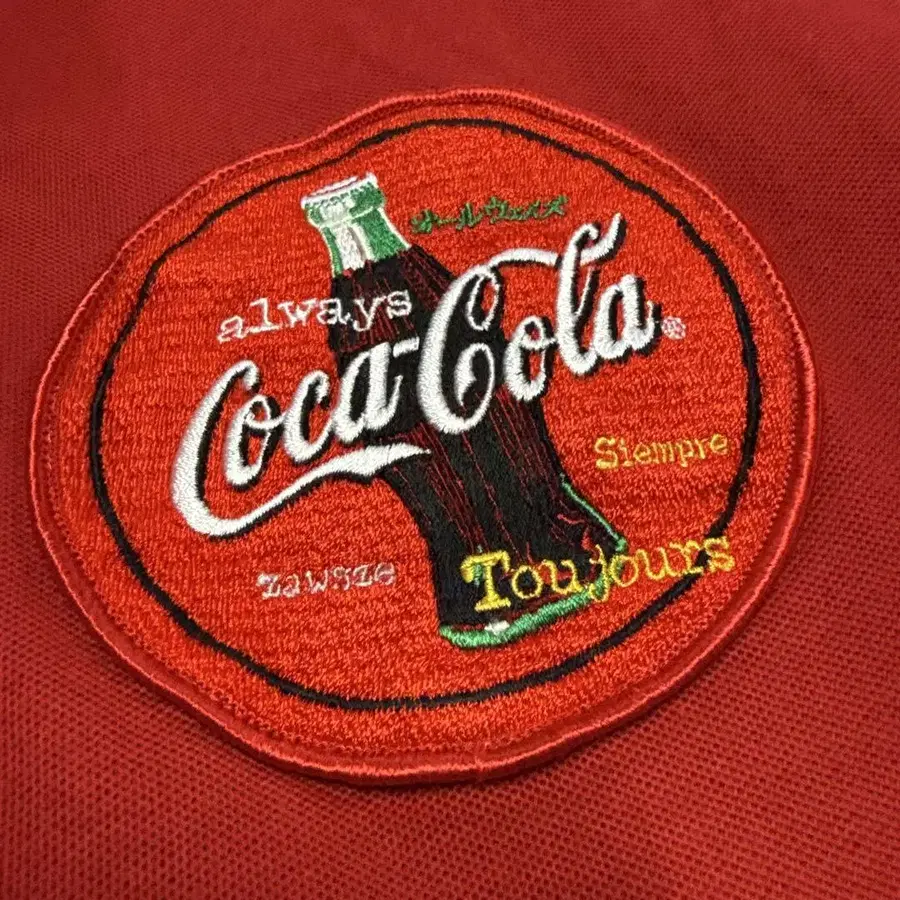 オールウェイズ
always
Coca-Cola®
Siempre
zawsze
Toujours